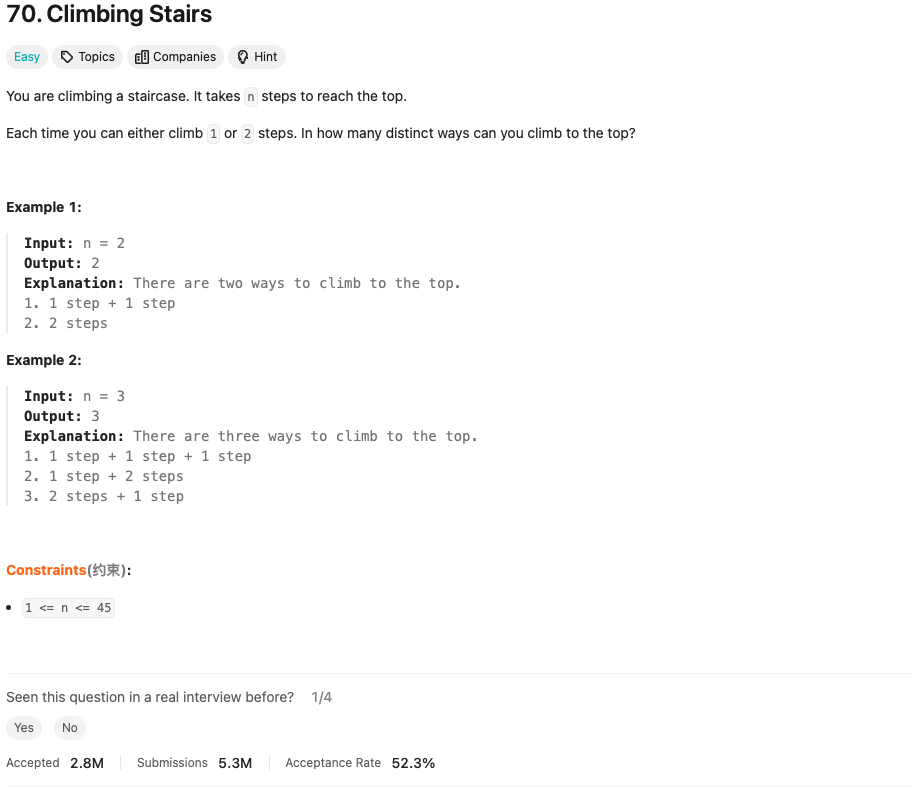 70. Climbing Stairs
Easy Topics Companies Hint
You are climbing a staircase. It takes n steps to reach the top.
Each time you can either climb 1 or 2 steps. In how many distinct ways can you climb to the top?
Example 1:
Input: n = 2
Output: 2
Explanation: There are two ways to climb to the top.
1. 1 step + 1 step
2. 2 steps
Example 2:
Input: n = 3
Output: 3
Explanation: There are three ways to climb to the top.
1. 1 step + 1 step + 1 step
2. 1 step + 2 steps
3. 2 steps + 1 step
Constraints(约束):
• 1 <= n <= 45
Seen this question in a real interview before? 1/4
Yes No
Accepted 2.8M Submissions 5.3M Acceptance Rate 52.3%